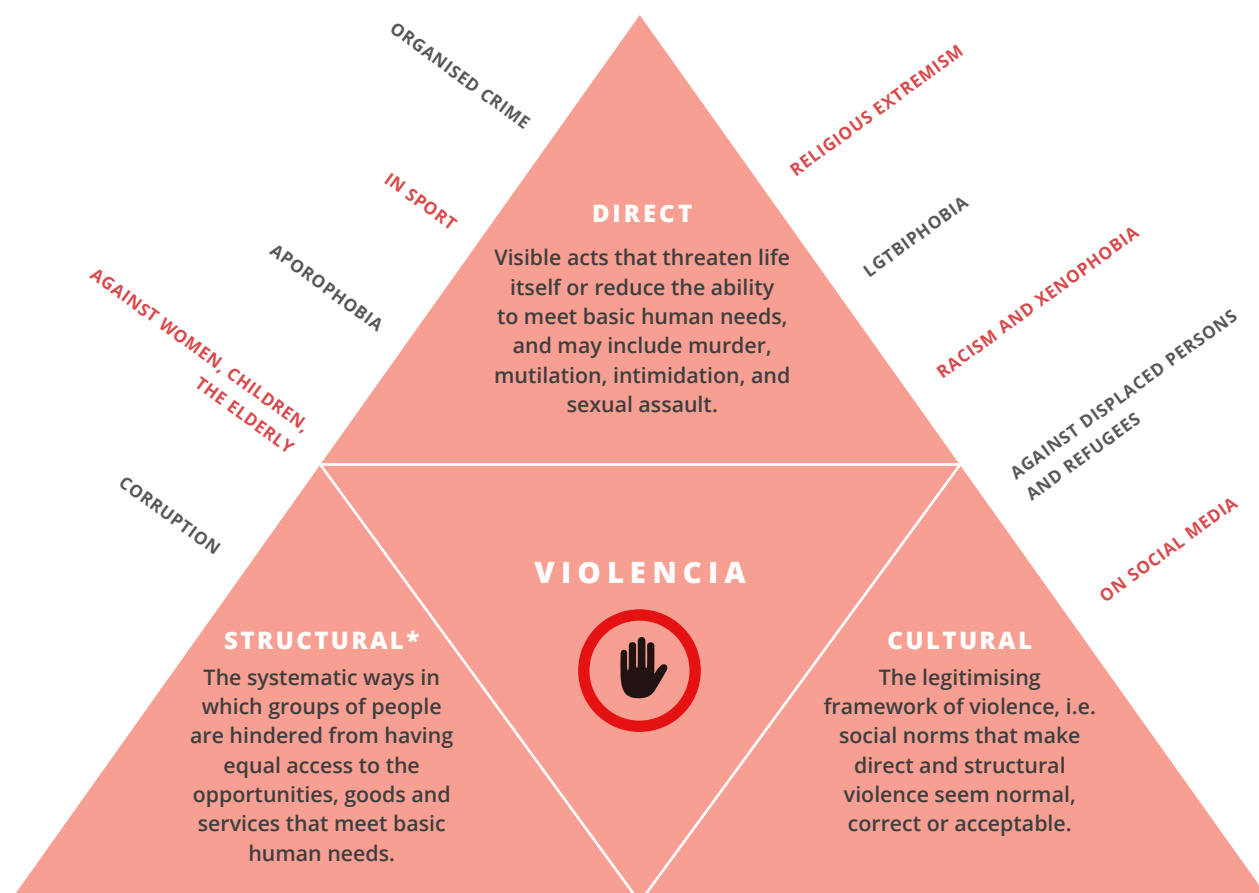 ORGANISED CRIME
IN SPORT
APOROPHOBIA
AGAINST WOMEN, CHILDREN,
THE ELDERLY
CORRUPTION
RELIGIOUS EXTREMISM
LGTBIPHOBIA
RACISM AND XENOPHOBIA
AGAINST DISPLACED PERSONS
AND REFUGEES
ON SOCIAL MEDIA
DIRECT
Visible acts that threaten life
itself or reduce the ability
to meet basic human needs,
and may include murder,
mutilation, intimidation, and
sexual assault.
VIOLENCIA
STRUCTURAL*
The systematic ways in
which groups of people
are hindered from having
equal access to the
opportunities, goods and
services that meet basic
human needs.
CULTURAL
The legitimising
framework of violence, i.e.
social norms that make
direct and structural
violence seem normal,
correct or acceptable.